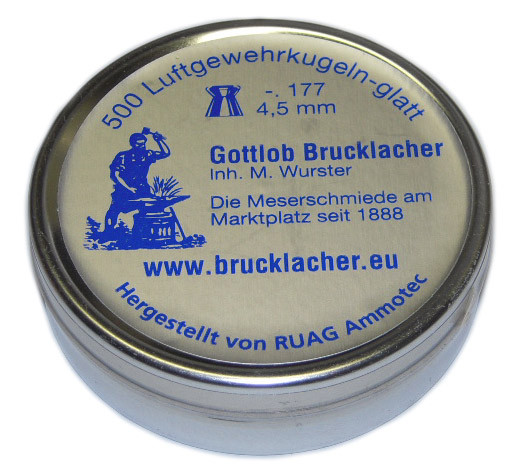 500 Luftgewehrkugeln-glatt
-. 177
4,5 mm
Gottlob Brucklacher
Inh. M. Wurster
Die Meserschmiede am
Marktplatz seit 1888
www.brucklacher.eu
Hergestellt von RUAG Ammotec